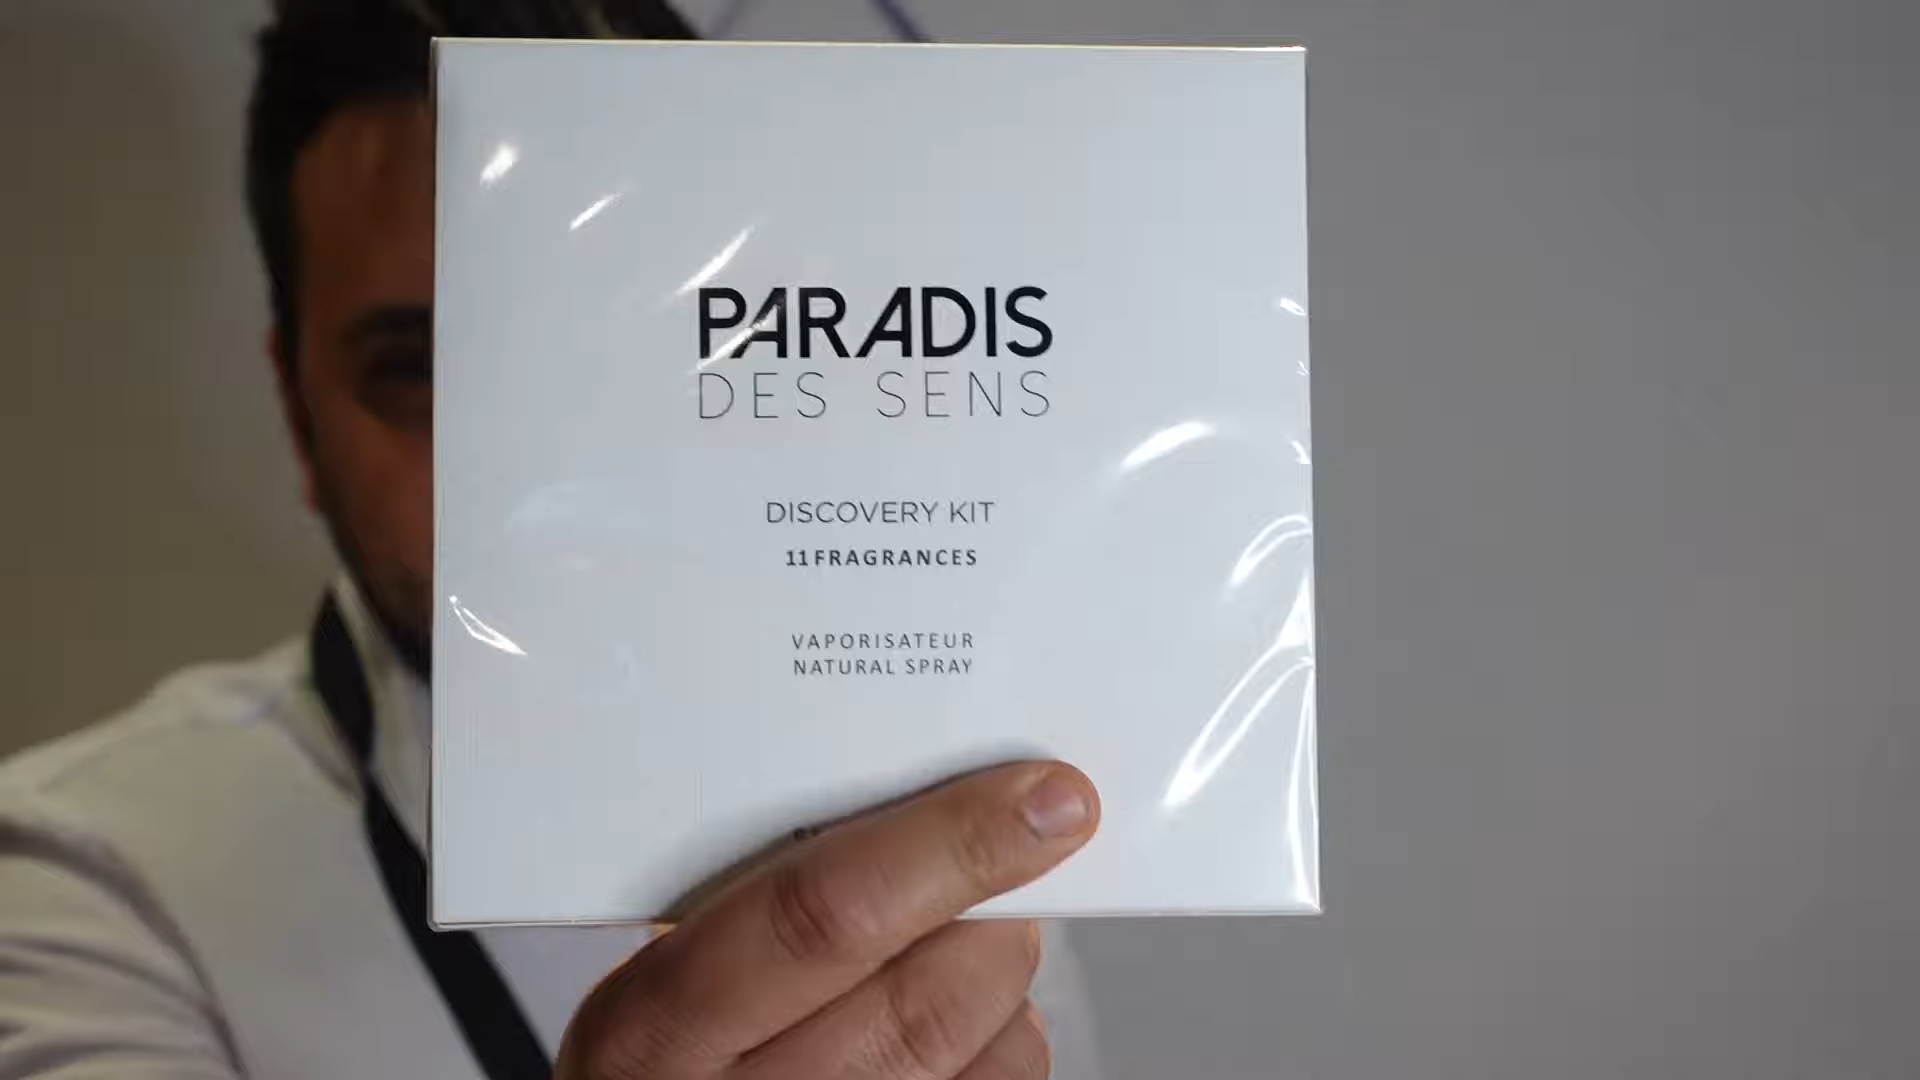 PARADIS
DES SENS
DISCOVERY KIT
11 FRAGRANCES
VAPORISATEUR
NATURAL SPRAY